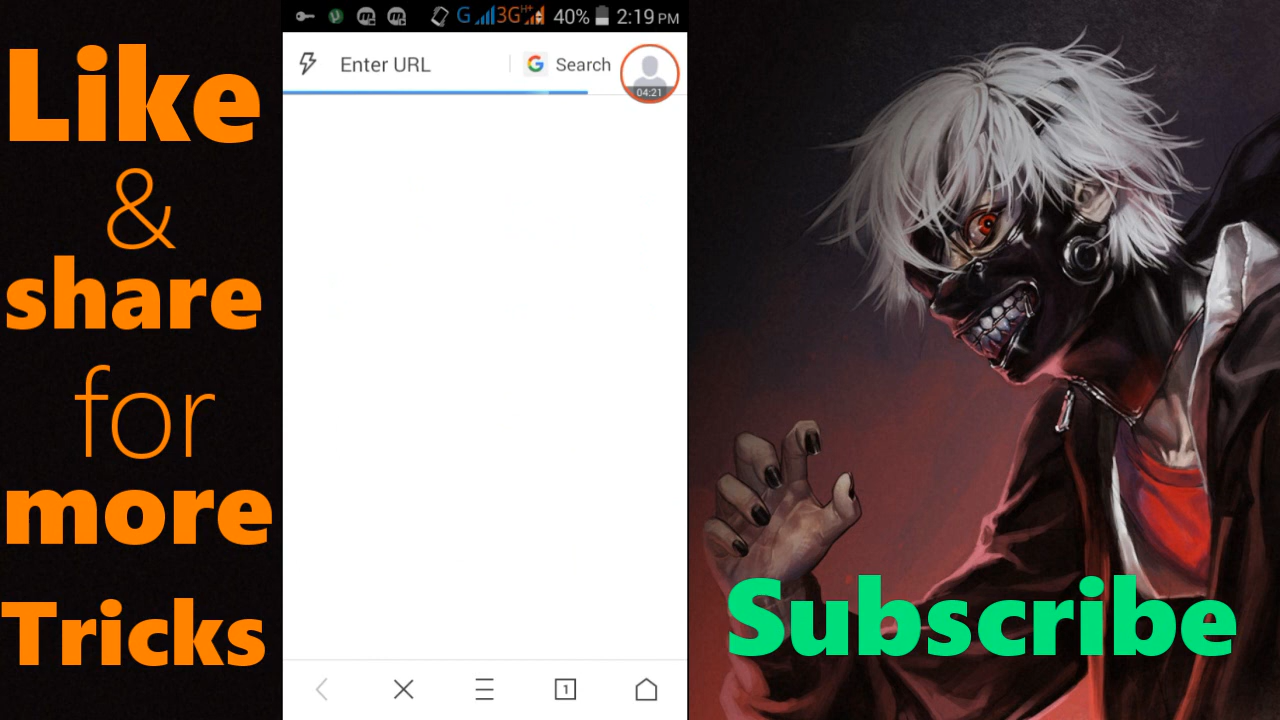 Like
&
share
for
more
Tricks
G 3G H+ 40% 2:19 PM
Enter URL
G Search
04:21
1
Subscribe